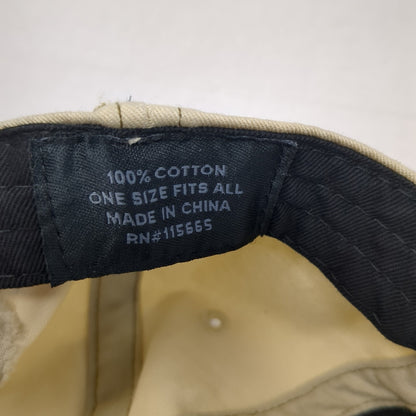 100% COTTON
ONE SIZE FITS ALL
MADE IN CHINA
RN#115665